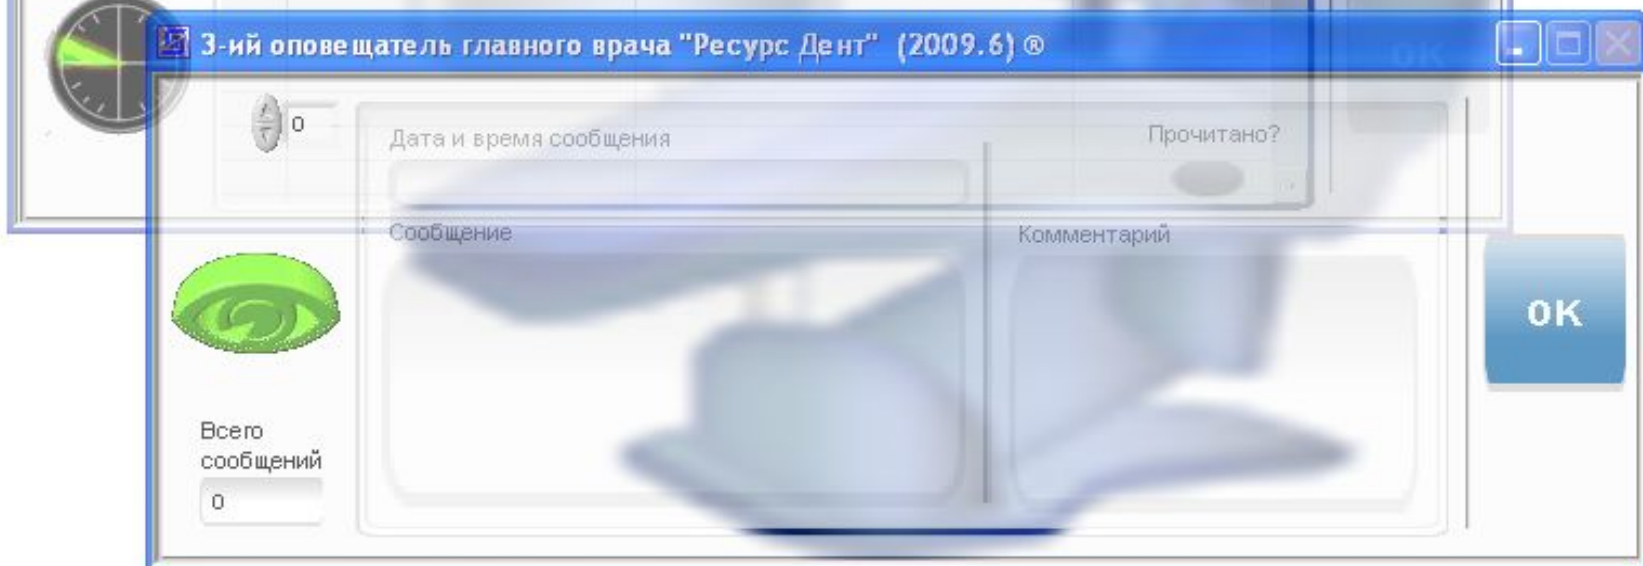 3-ий оповещатель главного врача "Ресурс Дент" (2009.6) ®
OK
0
Дата и время сообщения
Прочитано?
Сообщение
Комментарий
OK
Всего
сообщений
0